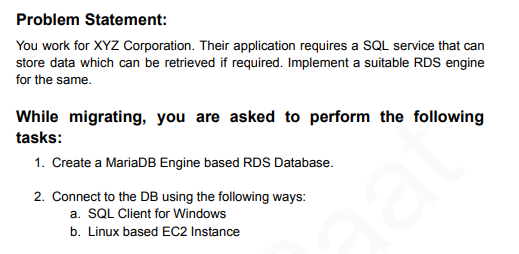 Problem Statement:
You work for XYZ Corporation. Their application requires a SQL service that can
store data which can be retrieved if required. Implement a suitable RDS engine
for the same.
While migrating, you are asked to perform the following
tasks:
1. Create a MariaDB Engine based RDS Database.
2. Connect to the DB using the following ways:
a. SQL Client for Windows
b. Linux based EC2 Instance